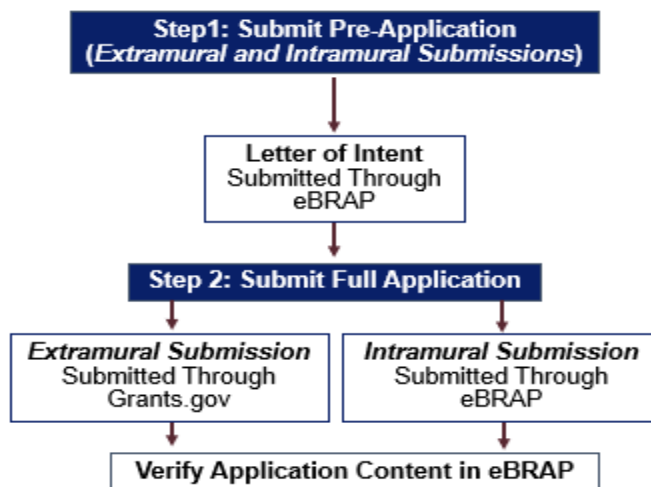 Step1: Submit Pre-Application
(Extramural and Intramural Submissions)
Letter of Intent
Submitted Through
eBRAP
Step 2: Submit Full Application
Extramural Submission
Submitted Through
Grants.gov
Intramural Submission
Submitted Through
eBRAP
Verify Application Content in eBRAP